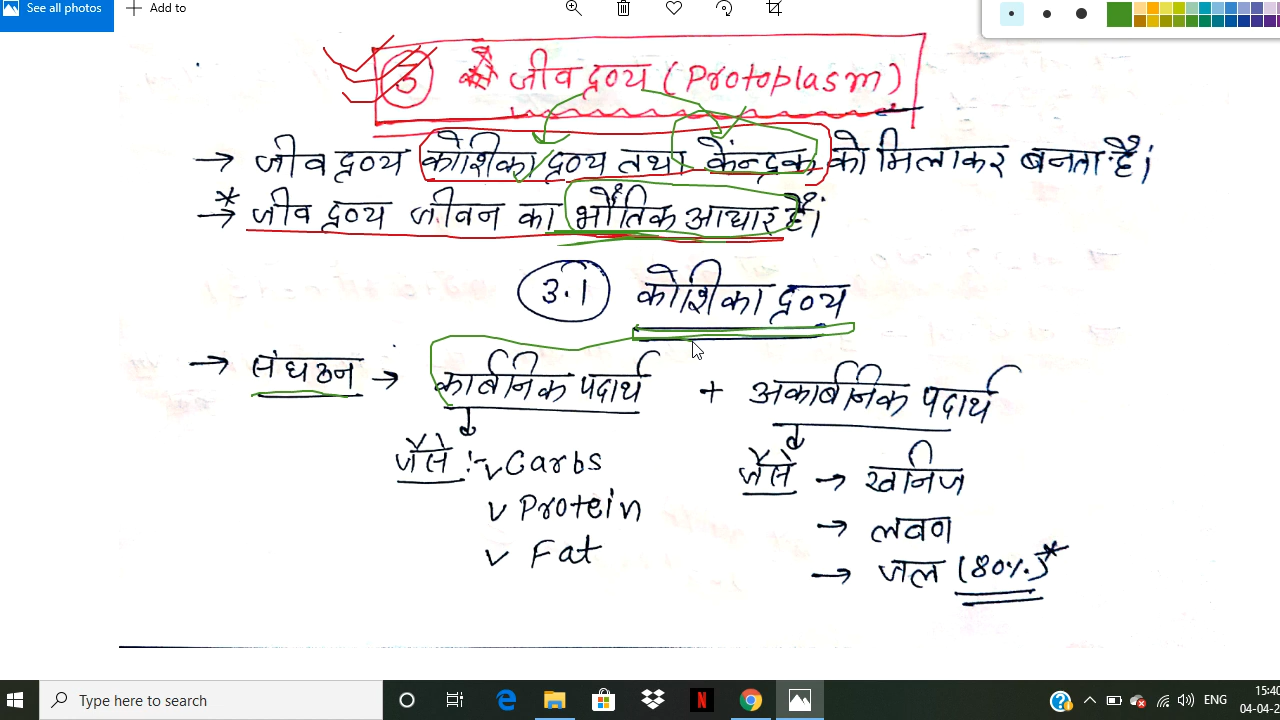 See all photos
Add to
3 जीव द्रव्य (Protoplasm)
→ जीव द्रव्य कोशिका द्रव्य तथा केंन्द्रक को मिलाकर बनता है।
* → जीव द्रव्य जीवन का भौतिक आधार है।
3.1 कोशिका द्रव्य
→ संघठन → कार्बनिक पदार्थ + अकार्बनिक पदार्थ
जैसे :- Carbs
Protein
Fat
जैसे → खनिज
→ लवण
→ जल (80%)*
Type here to search
ENG
15:40
04-04-2